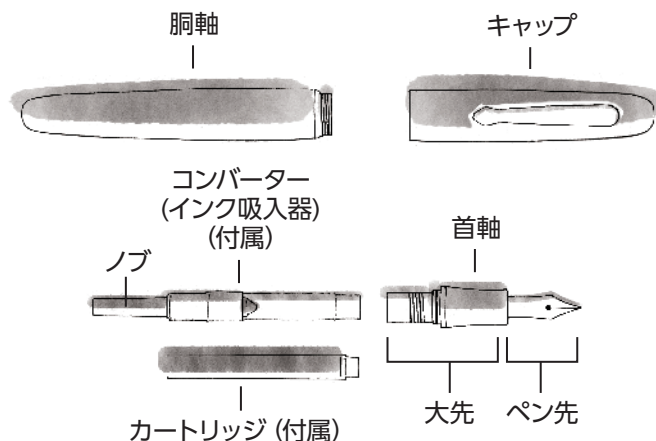 胴軸
キャップ
コンバーター
(インク吸入器)
(付属)
ノブ
首軸
大先
ペン先
カートリッジ (付属)